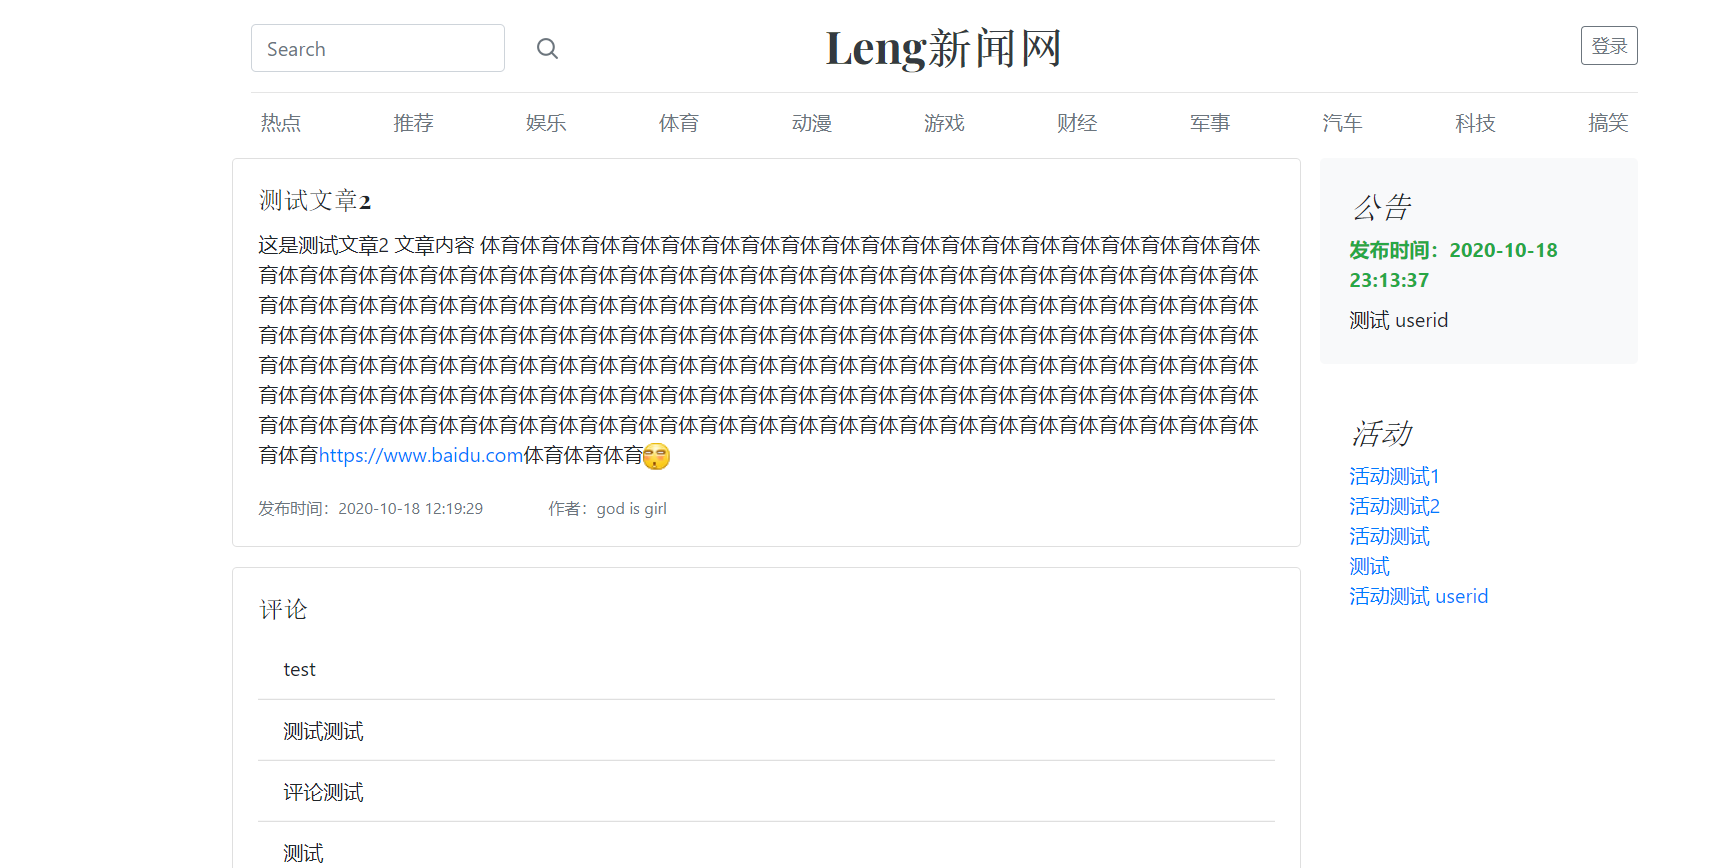 Search
Leng新闻网
登录
热点 推荐 娱乐 体育 动漫 游戏 财经 军事 汽车 科技 搞笑
测试文章2
这是测试文章2 文章内容 体育体育体育体育体育体育体育体育体育体育体育体育体育体育体育体育体育体育体育体
育体育体育体育体育体育体育体育体育体育体育体育体育体育体育体育体育体育体育体育体育体育体育体育体育体
育体育体育体育体育体育体育体育体育体育体育体育体育体育体育体育体育体育体育体育体育体育体育体育体育体
育体育体育体育体育体育体育体育体育体育体育体育体育体育体育体育体育体育体育体育体育体育体育体育体育体
育体育体育体育体育体育体育体育体育体育体育体育体育体育体育体育体育体育体育体育体育体育体育体育体育体
育体育体育体育体育体育体育体育体育体育体育体育体育体育体育体育体育体育体育体育体育体育体育体育体育体
育体育体育体育体育体育体育体育体育体育体育体育体育体育体育体育体育体育体育体育体育体育体育体育体育体
育体育https://www.baidu.com体育体育体育
发布时间：2020-10-18 12:19:29 作者：god is girl
评论
test
测试测试
评论测试
测试
公告
发布时间：2020-10-18
23:13:37
测试 userid
活动
活动测试1
活动测试2
活动测试
测试
活动测试 userid